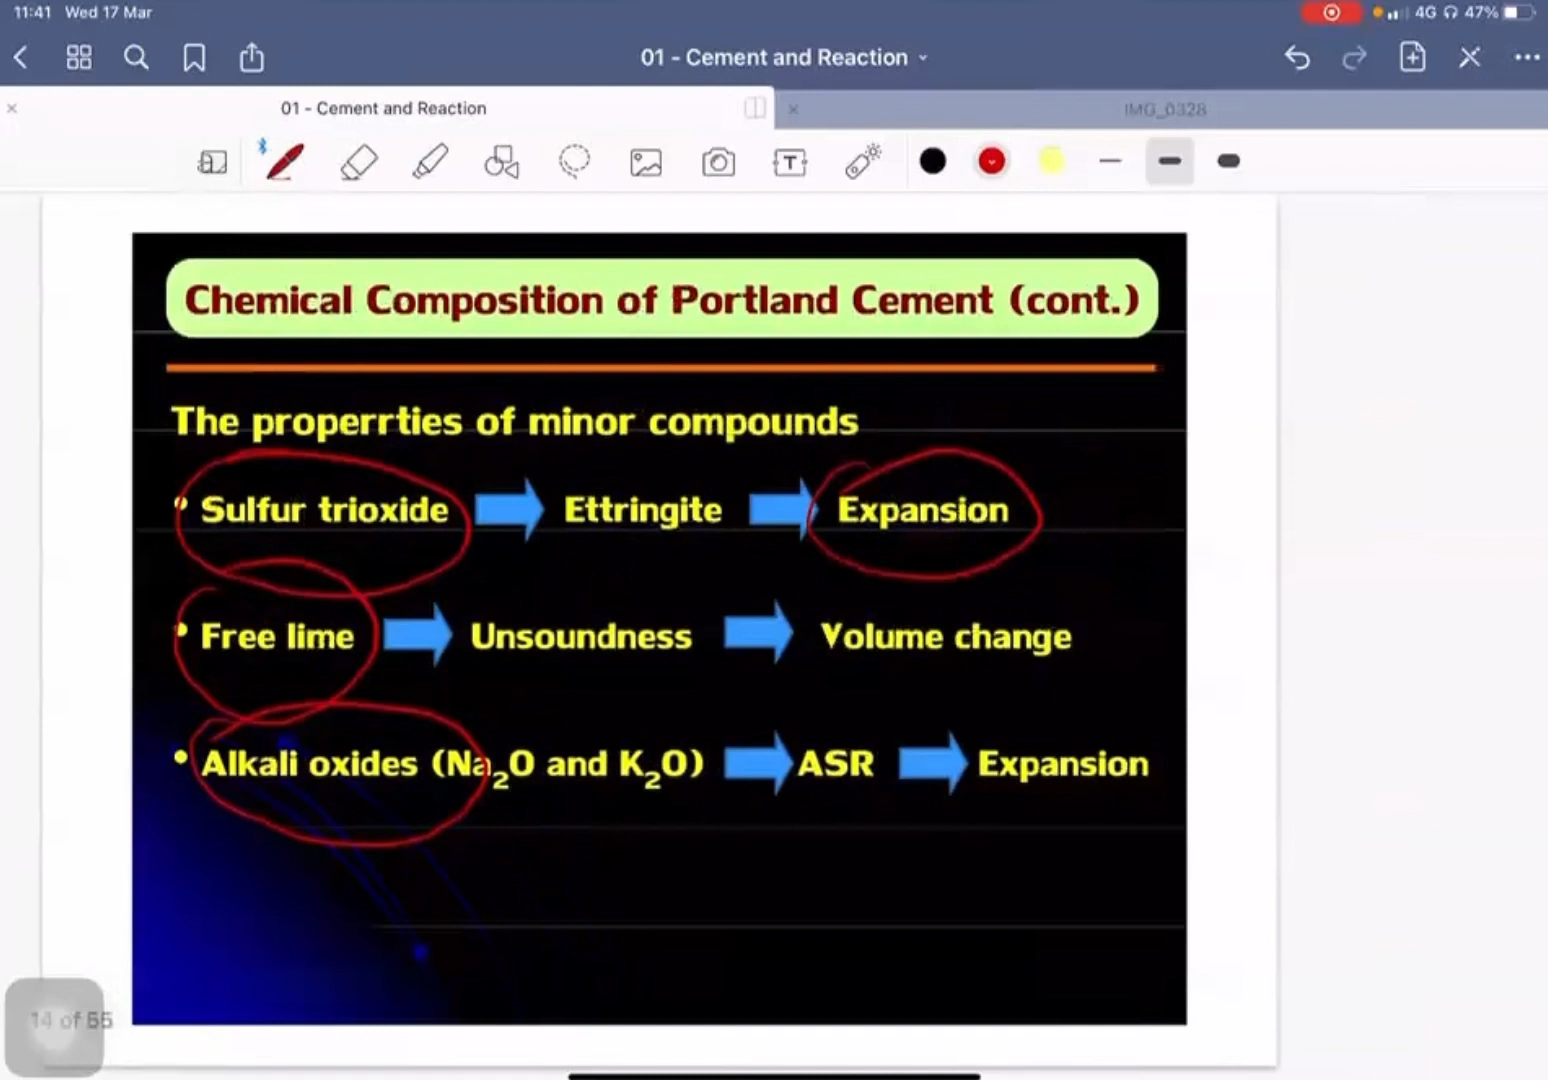 11:41 Wed 17 Mar
4G 47%
01 - Cement and Reaction
01 - Cement and Reaction
IMG_0328
T
Chemical Composition of Portland Cement (cont.)
The properrties of minor compounds
• Sulfur trioxide Ettringite Expansion
• Free lime Unsoundness Volume change
• Alkali oxides (Na₂O and K₂O) ASR Expansion
14 of 55